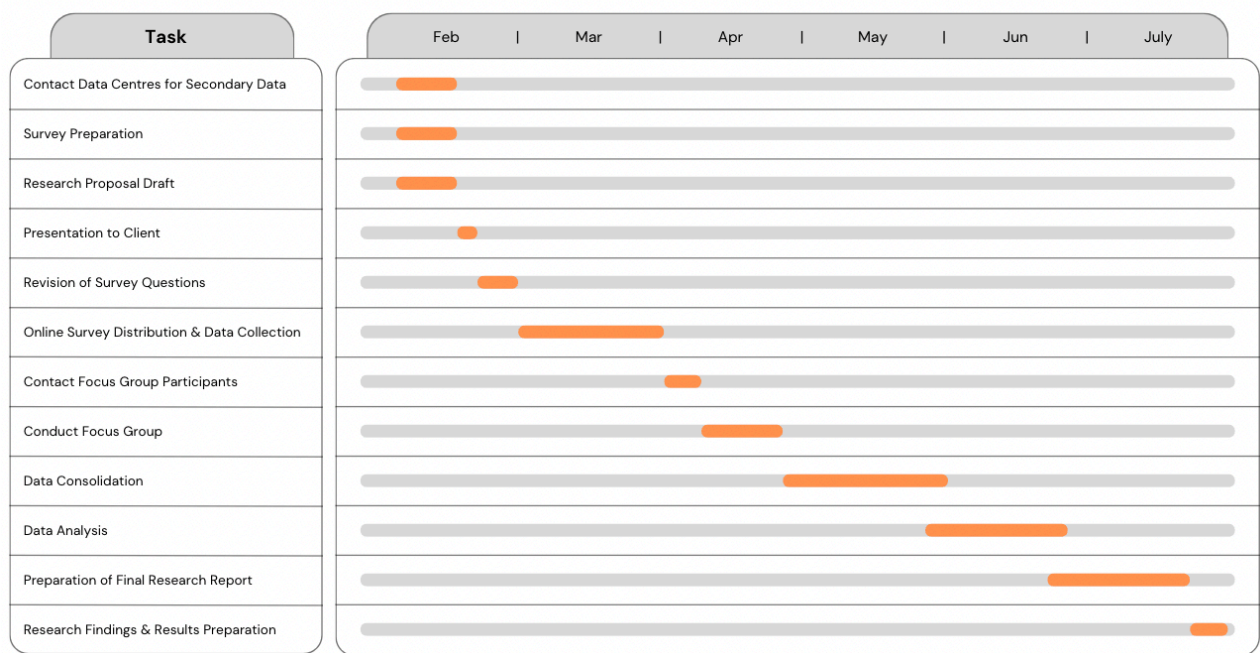 Task
Feb | Mar | Apr | May | Jun | July
Contact Data Centres for Secondary Data
Survey Preparation
Research Proposal Draft
Presentation to Client
Revision of Survey Questions
Online Survey Distribution & Data Collection
Contact Focus Group Participants
Conduct Focus Group
Data Consolidation
Data Analysis
Preparation of Final Research Report
Research Findings & Results Preparation